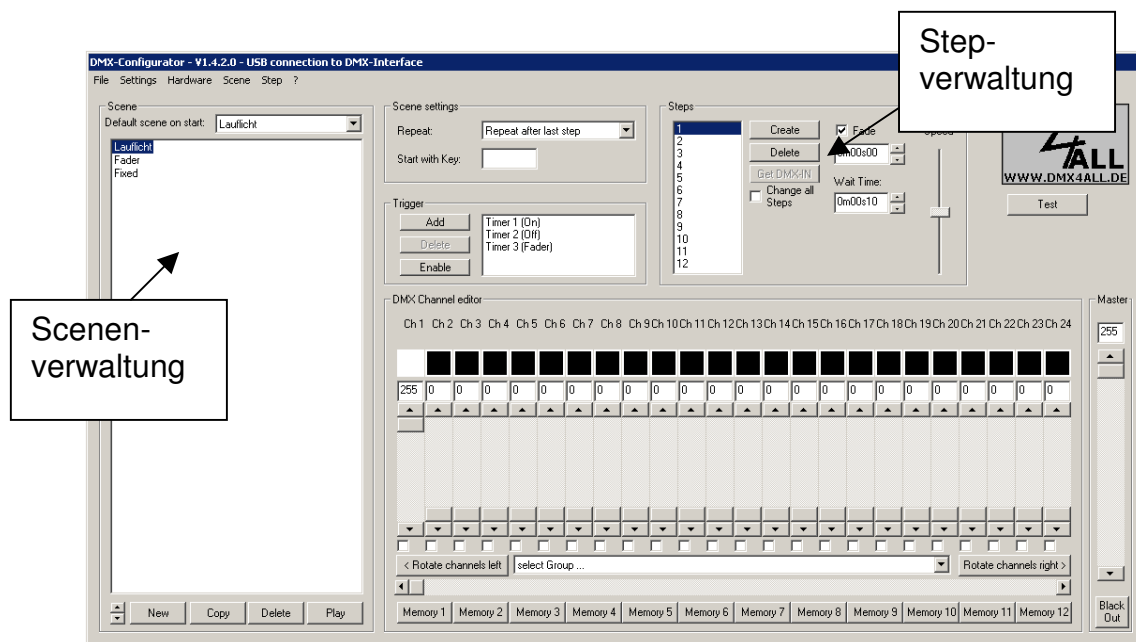 Step-
verwaltung
DMX-Configurator - V1.4.2.0 - USB connection to DMX-Interface
File Settings Hardware Scene Step ?
Scene
Default scene on start: Lauflicht
Lauflicht
Fader
Fixed
Scenen-
verwaltung
New Copy Delete Play
Scene settings
Repeat: Repeat after last step
Start with Key:
Trigger
Add
Delete
Enable
Timer 1 (On)
Timer 2 (Off)
Timer 3 (Fader)
Steps
1
2
3
4
5
6
7
8
9
10
11
12
Create
Delete
Get DMX-IN
Change all
Steps
Fade
0m00s00
Wait Time:
0m00s10
Speed
4ALL
WWW.DMX4ALL.DE
Test
DMX Channel editor
Ch 1 Ch 2 Ch 3 Ch 4 Ch 5 Ch 6 Ch 7 Ch 8 Ch 9 Ch 10 Ch 11 Ch 12 Ch 13 Ch 14 Ch 15 Ch 16 Ch 17 Ch 18 Ch 19 Ch 20 Ch 21 Ch 22 Ch 23 Ch 24
255 0 0 0 0 0 0 0 0 0 0 0 0 0 0 0 0 0 0 0 0 0 0 0
< Rotate channels left select Group ... Rotate channels right >
Memory 1 Memory 2 Memory 3 Memory 4 Memory 5 Memory 6 Memory 7 Memory 8 Memory 9 Memory 10 Memory 11 Memory 12
Master
255
Black
Out